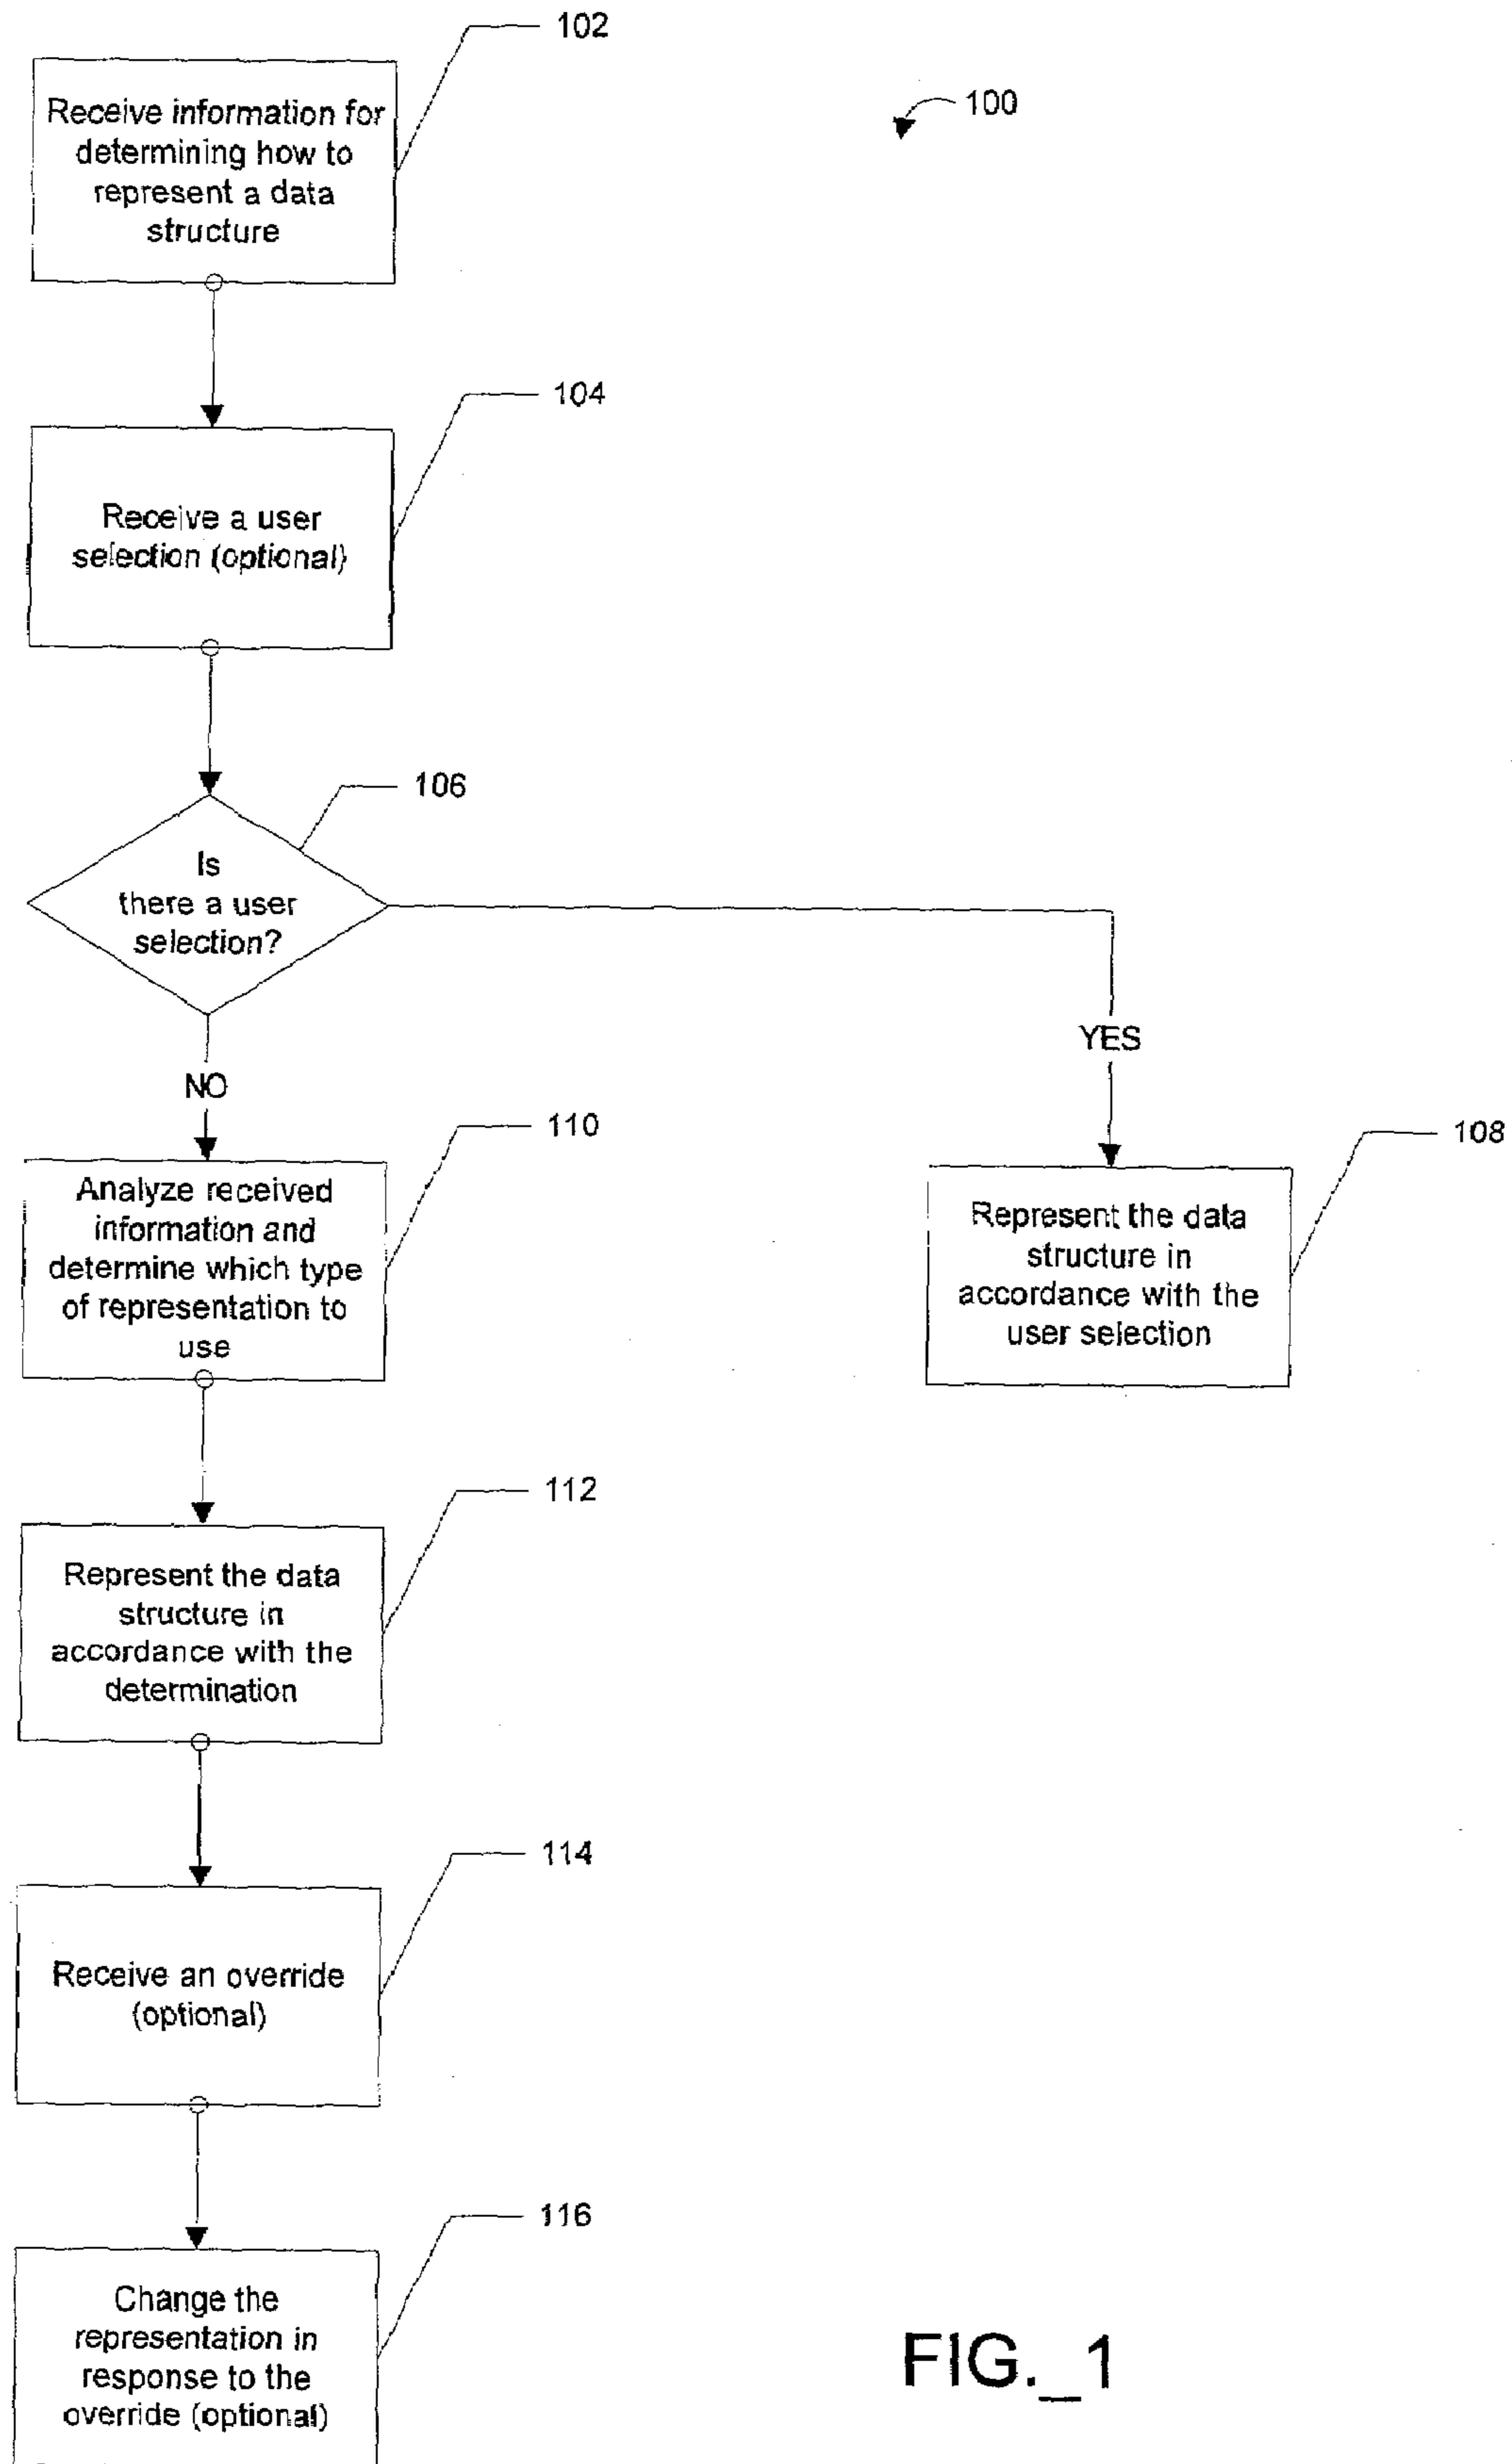 102
100
Receive information for
determining how to
represent a data
structure
104
Receive a user
selection (optional)
106
Is
there a user
selection?
YES
NO
110
108
Analyze received
information and
determine which type
of representation to
use
Represent the data
structure in
accordance with the
user selection
112
Represent the data
structure in
accordance with the
determination
114
Receive an override
(optional)
116
Change the
representation in
response to the
override (optional)
FIG._1